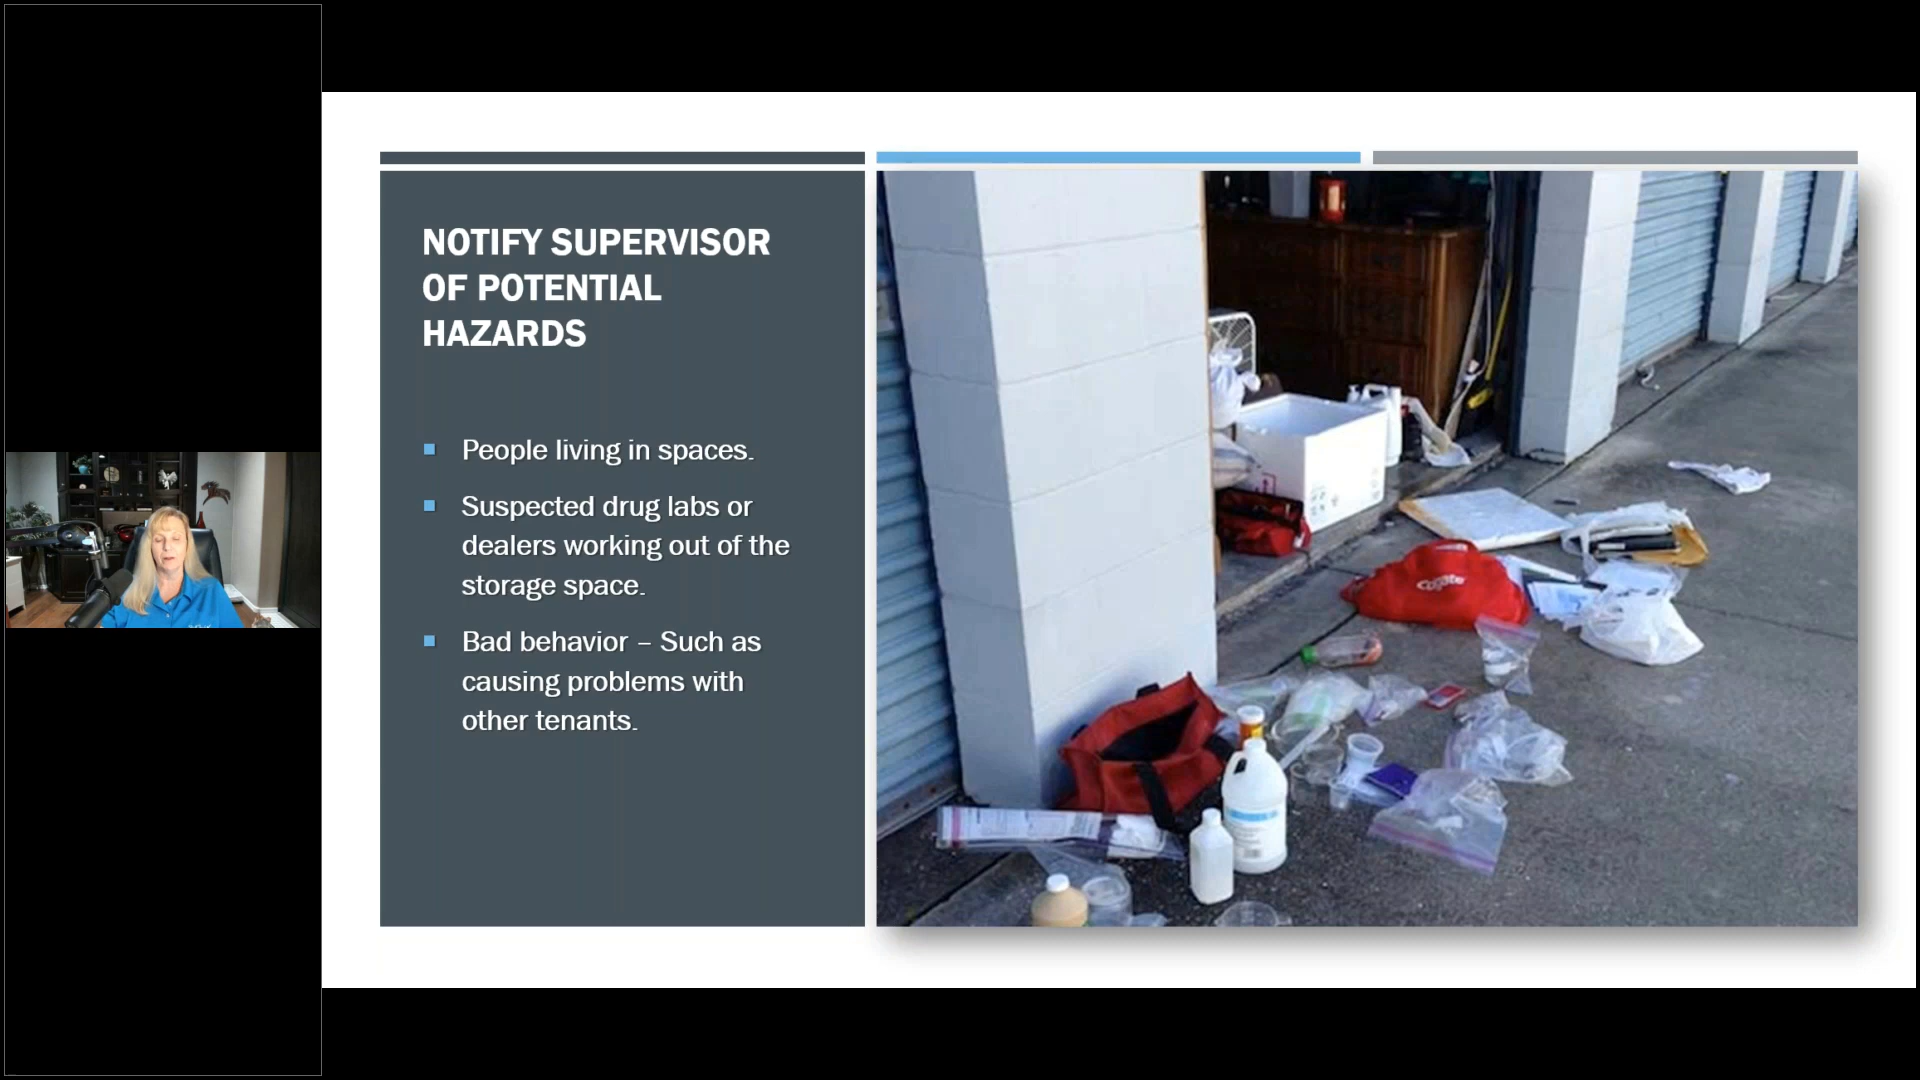 NOTIFY SUPERVISOR
OF POTENTIAL
HAZARDS
People living in spaces.
Suspected drug labs or
dealers working out of the
storage space.
Bad behavior – Such as
causing problems with
other tenants.